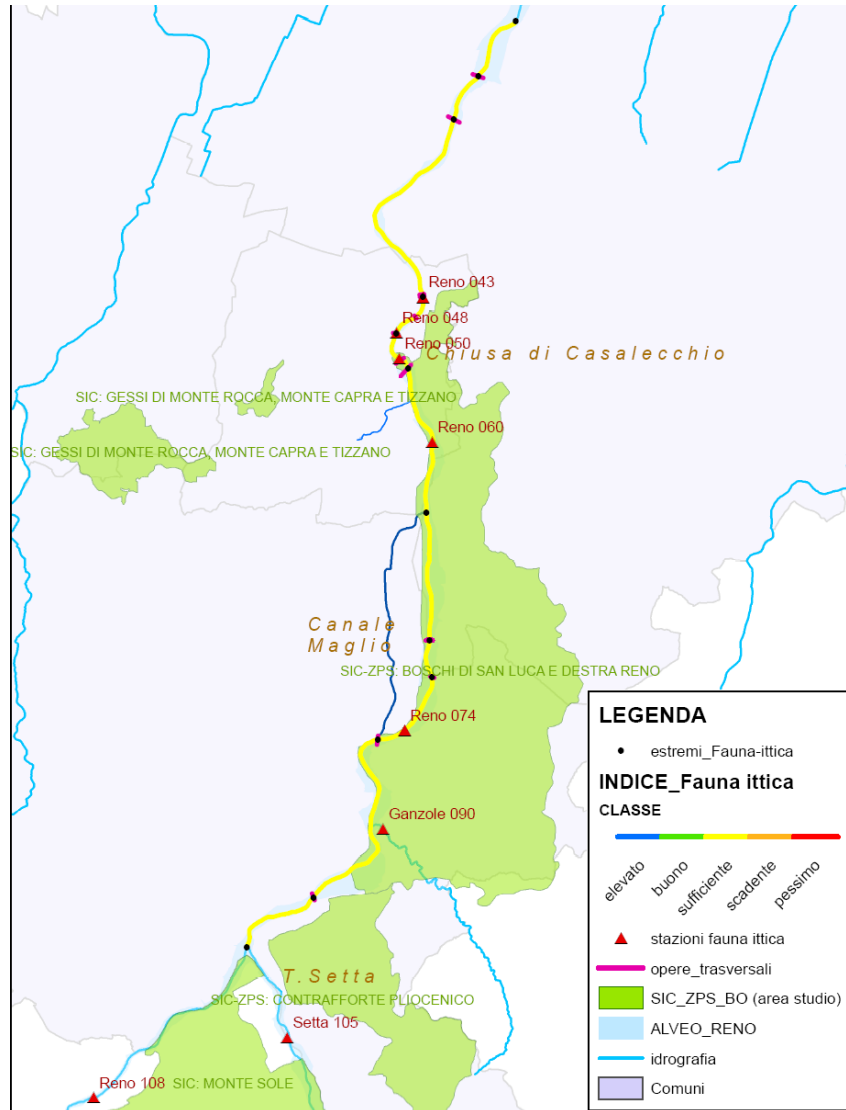 Reno 043
Reno 048
Reno 050
Chiusa di Casalecchio
SIC: GESSI DI MONTE ROCCA, MONTE CAPRA E TIZZANO
Reno 060
SIC: GESSI DI MONTE ROCCA, MONTE CAPRA E TIZZANO
Canale
Maglio
SIC-ZPS: BOSCHI DI SAN LUCA E DESTRA RENO
Reno 074
Ganzole 090
T.Setta
SIC-ZPS: CONTRAFFORTE PLIOCENICO
Setta 105
Reno 108
SIC: MONTE SOLE
LEGENDA
estremi_Fauna-ittica
INDICE_Fauna ittica
CLASSE
elevato
buono
sufficiente
scadente
pessimo
stazioni fauna ittica
opere_trasversali
SIC_ZPS_BO (area studio)
ALVEO_RENO
idrografia
Comuni